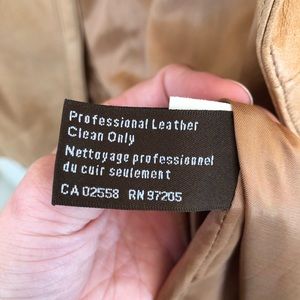 Professional Leather
Clean Only
Nettoyage professionnel
du cuir seulement
CA 02558 RN 97205